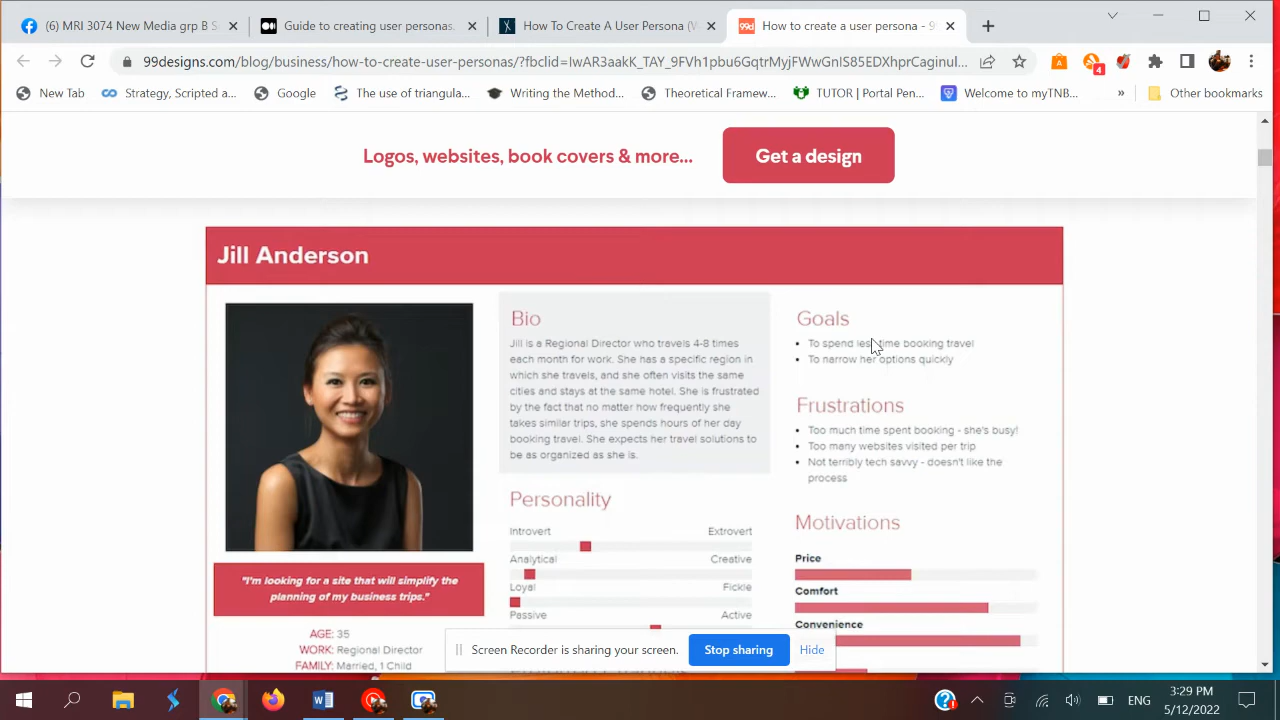 (6) MRI 3074 New Media grp B S
Guide to creating user personas.
How To Create A User Persona (W
How to create a user persona - 9
99designs.com/blog/business/how-to-create-user-personas/?fbclid=IwAR3aakK_TAY_9FVh1pbu6GqtrMyjFWwGnIS85EDXhprCaginuI...
4
New Tab
Strategy, Scripted a...
Google
The use of triangula...
Writing the Method...
Theoretical Framew...
TUTOR | Portal Pen...
Welcome to myTNB...
»
Other bookmarks
Logos, websites, book covers & more...
Get a design
Jill Anderson
Bio
Jill is a Regional Director who travels 4-8 times
each month for work. She has a specific region in
which she travels, and she often visits the same
cities and stays at the same hotel. She is frustrated
by the fact that no matter how frequently she
takes similar trips, she spends hours of her day
booking travel. She expects her travel solutions to
be as organized as she is.
Personality
Introvert Extrovert
Analytical Creative
Loyal Fickle
Passive Active
Goals
• To spend less time booking travel
• To narrow her options quickly
Frustrations
• Too much time spent booking - she's busy!
• Too many websites visited per trip
• Not terribly tech savvy - doesn't like the
process
Motivations
Price
Comfort
Convenience
"I'm looking for a site that will simplify the
planning of my business trips."
AGE: 35
WORK: Regional Director
FAMILY: Married, 1 Child
Screen Recorder is sharing your screen.
Stop sharing
Hide
ENG
3:29 PM
5/12/2022